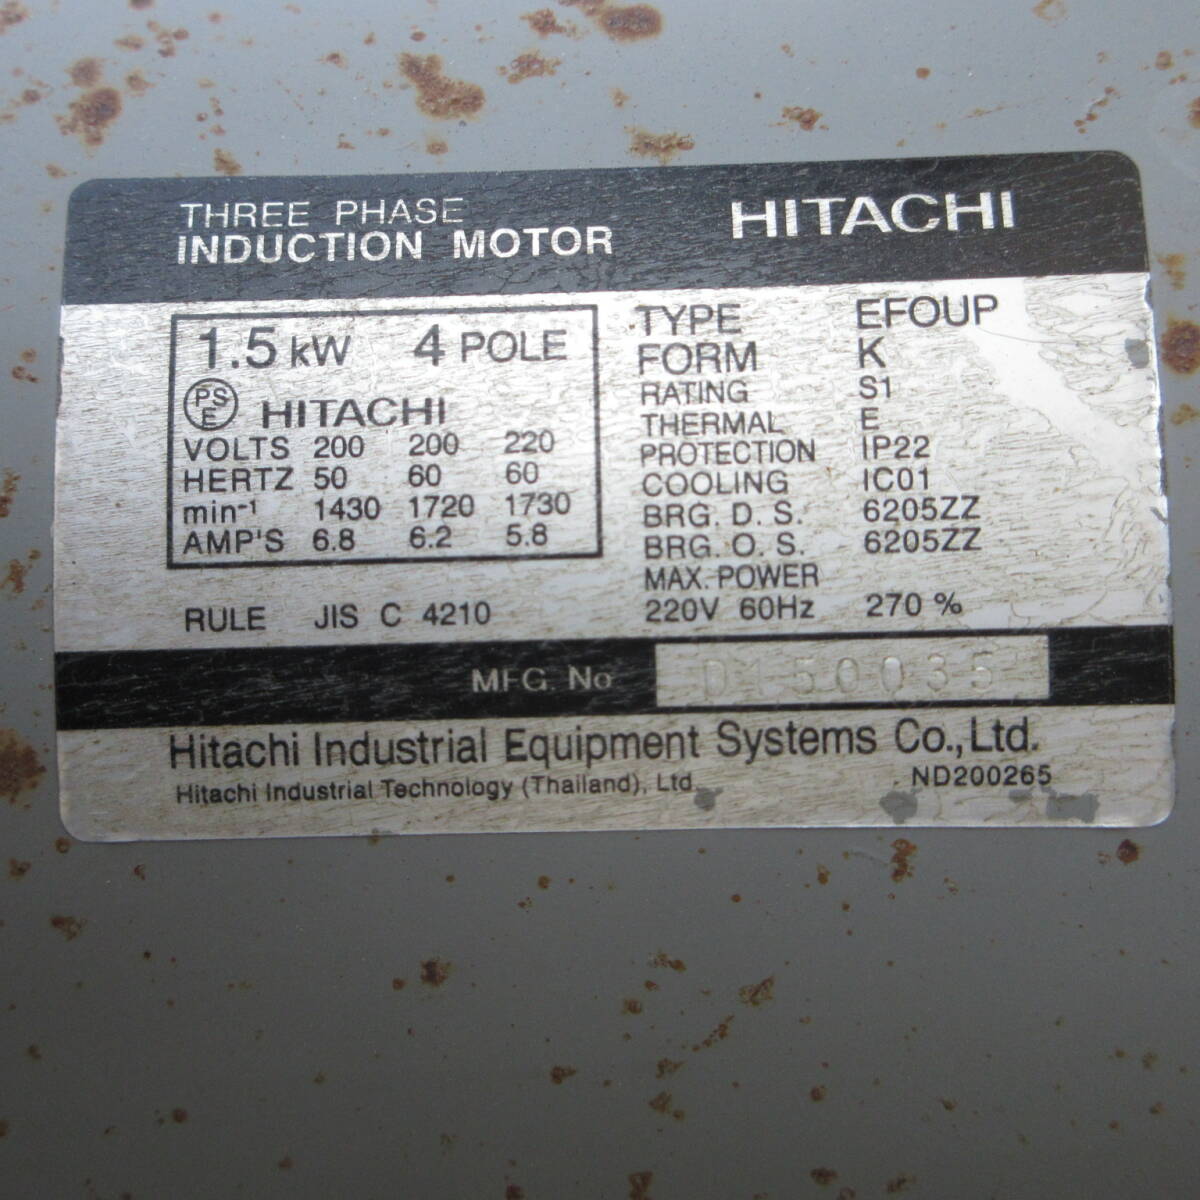 THREE PHASE
INDUCTION MOTOR
HITACHI
1.5 kW 4 POLE
PS E HITACHI
VOLTS 200 200 220
HERTZ 50 60 60
min-1 1430 1720 1730
AMP'S 6.8 6.2 5.8
RULE JIS C 4210
TYPE EFOUP
FORM K
RATING S1
THERMAL E
PROTECTION IP22
COOLING IC01
BRG. D. S. 6205ZZ
BRG. O. S. 6205ZZ
MAX. POWER
220V 60Hz 270 %
MFG. No D150035
Hitachi Industrial Equipment Systems Co., Ltd.
Hitachi Industrial Technology (Thailand), Ltd.
ND200265